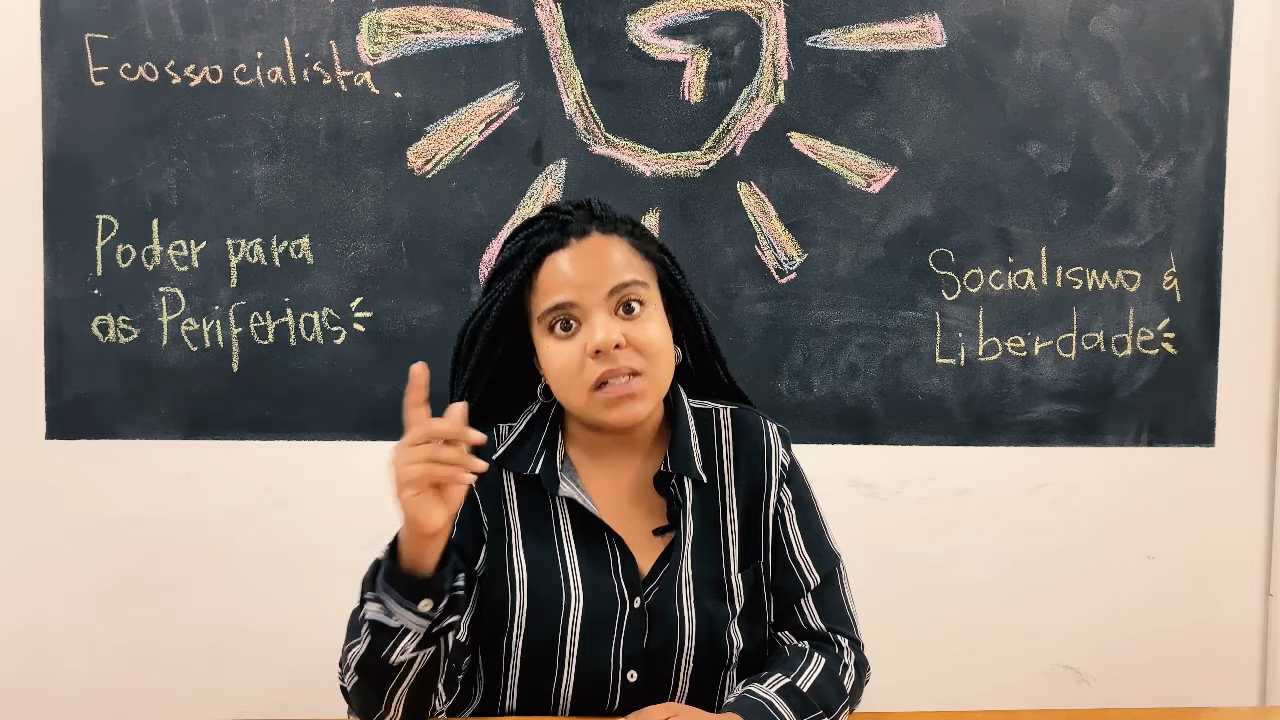 Ecossocialista.
Poder para
as Periferias
Socialismo &
Liberdade